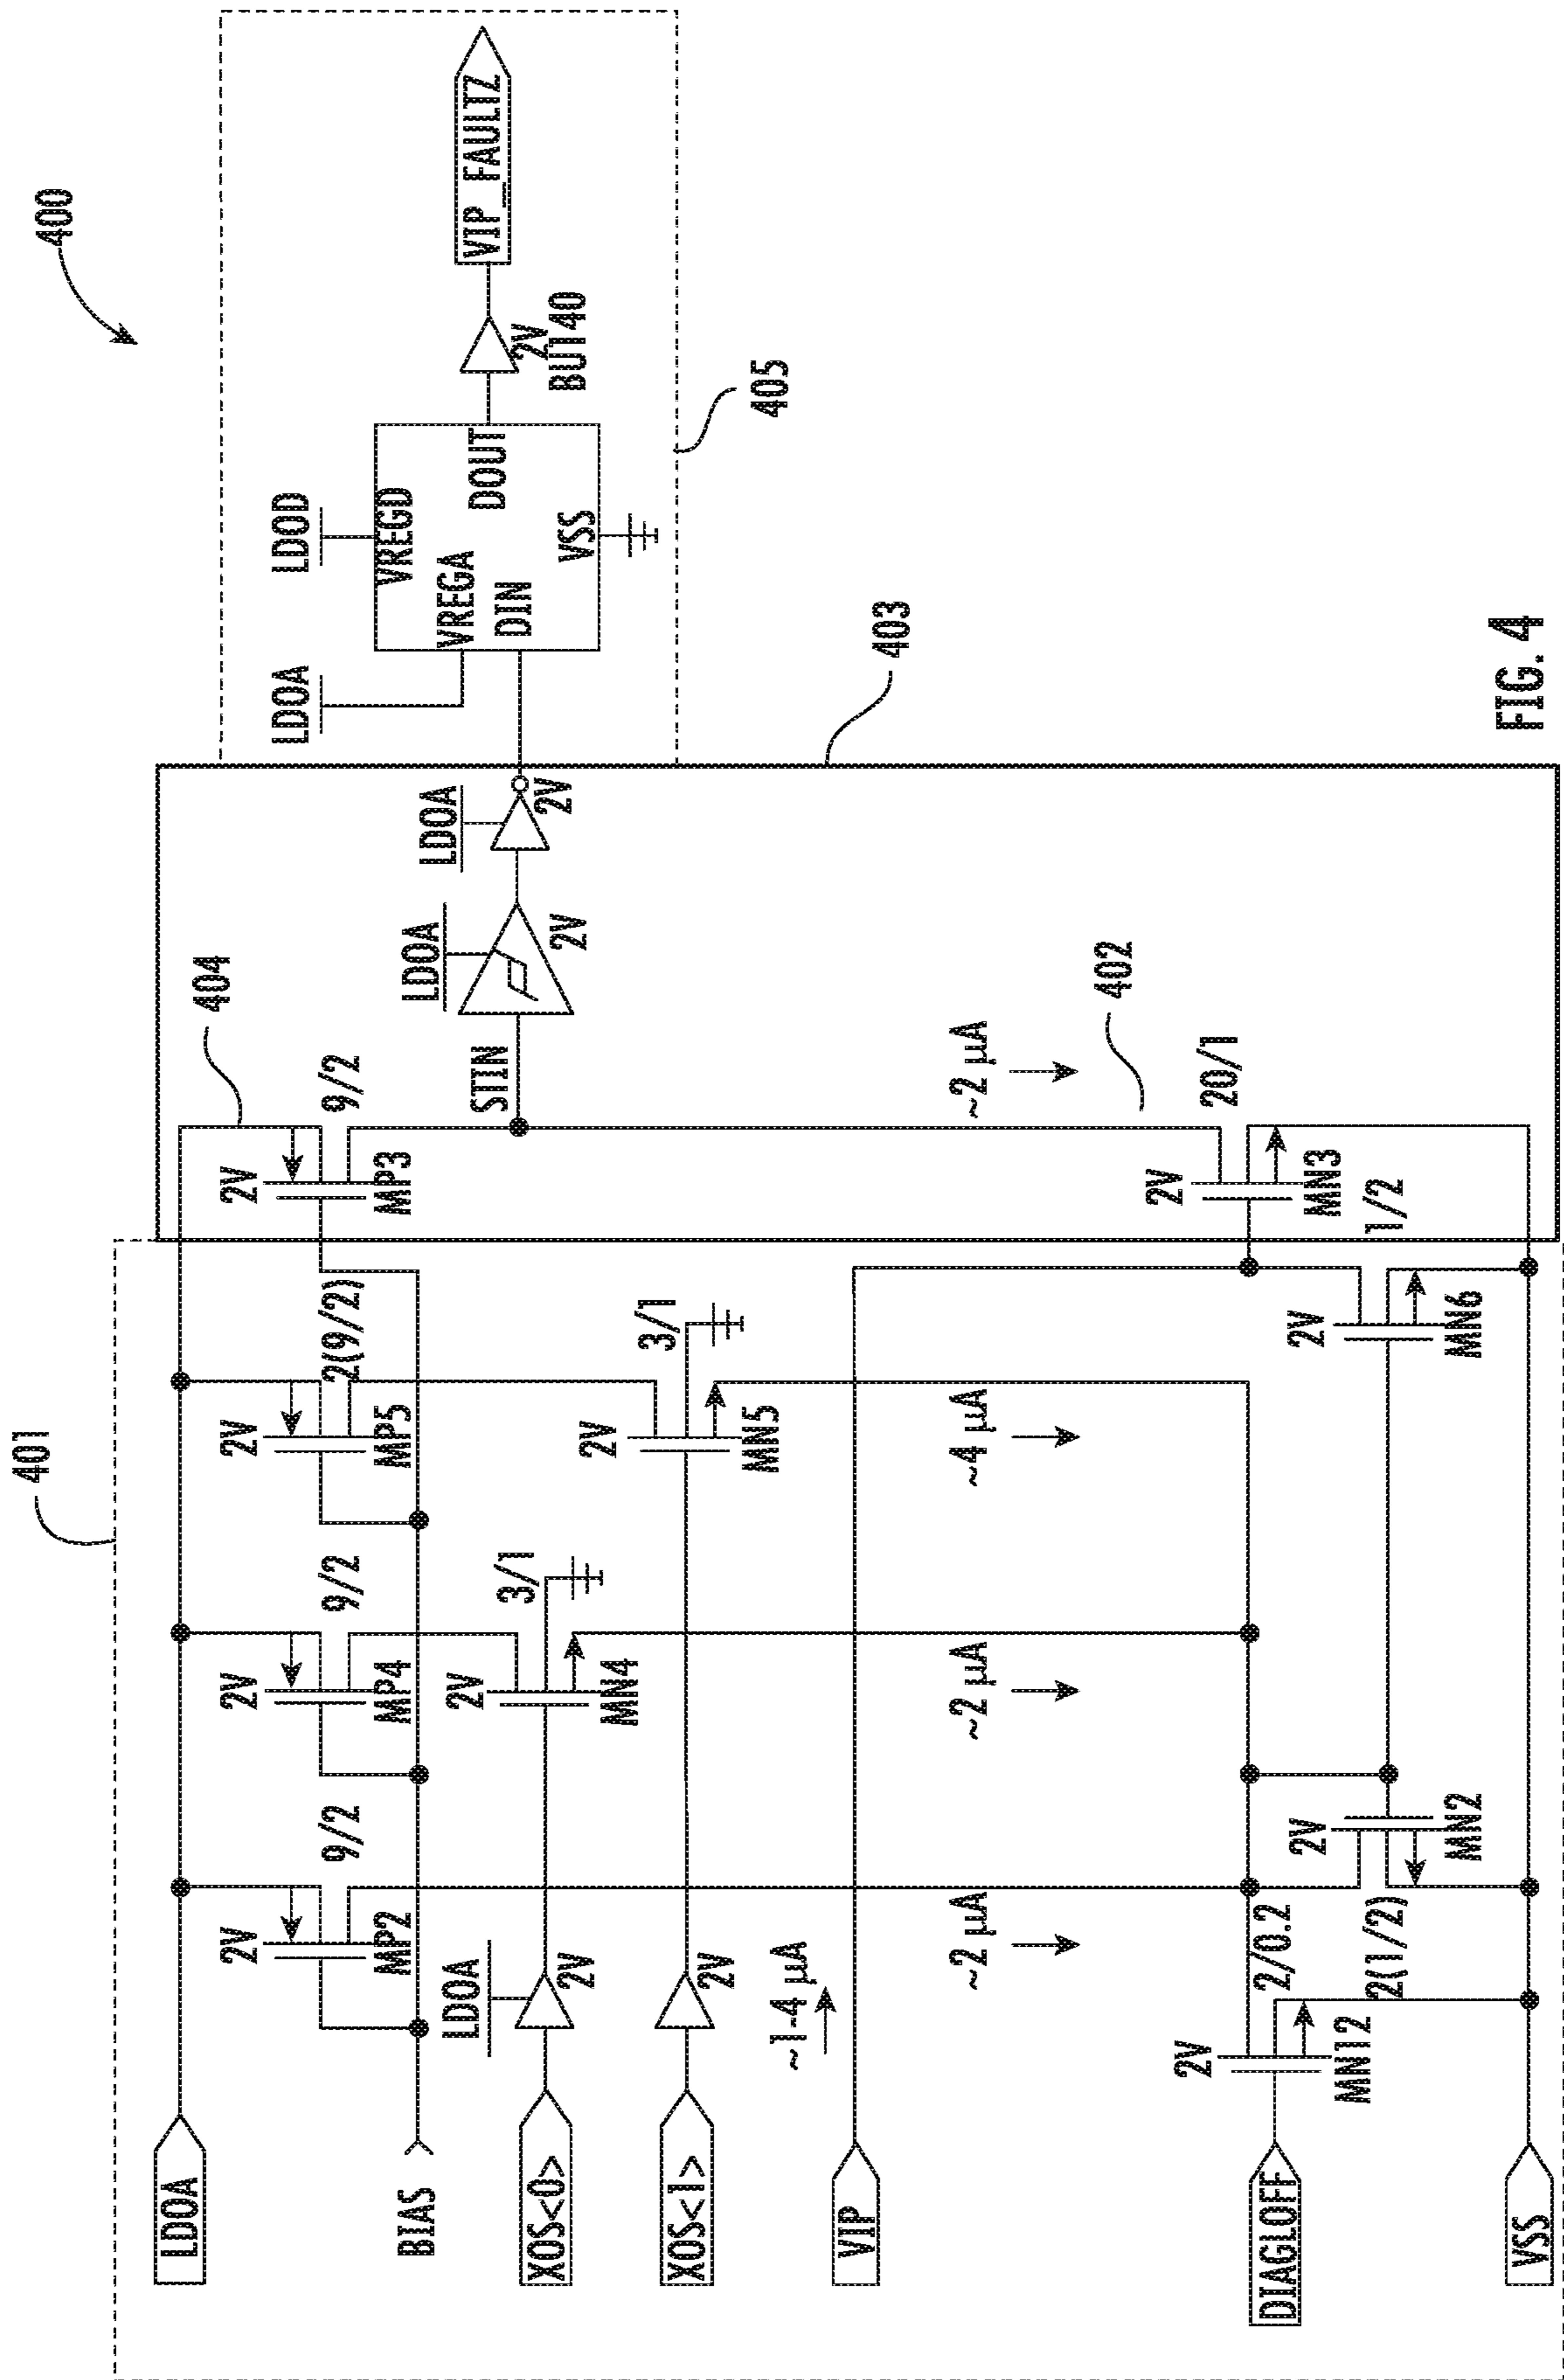 400
401
404
LDOA
2V
MP2
9/2
2V
MP4
9/2
2V
MP5
2(9/2)
2V
MP3
9/2
BIAS
LDOA
XOS<0>
2V
2V
MN4
3/1
XOS<1>
2V
2V
MN5
3/1
STIN
LDOA
2V
LDOA
2V
LDOA
LDOD
VREGD
VREGA
DIN
DOUT
VSS
2V
VIP_FAULTZ
405
403
~1-4 µA
VIP
~2 µA
~2 µA
~4 µA
~2 µA
402
DIAGLOFF
2V
MN12
2/0.2
2V
MN2
2(1/2)
2V
MN6
1/2
2V
MN3
20/1
VSS
FIG. 4